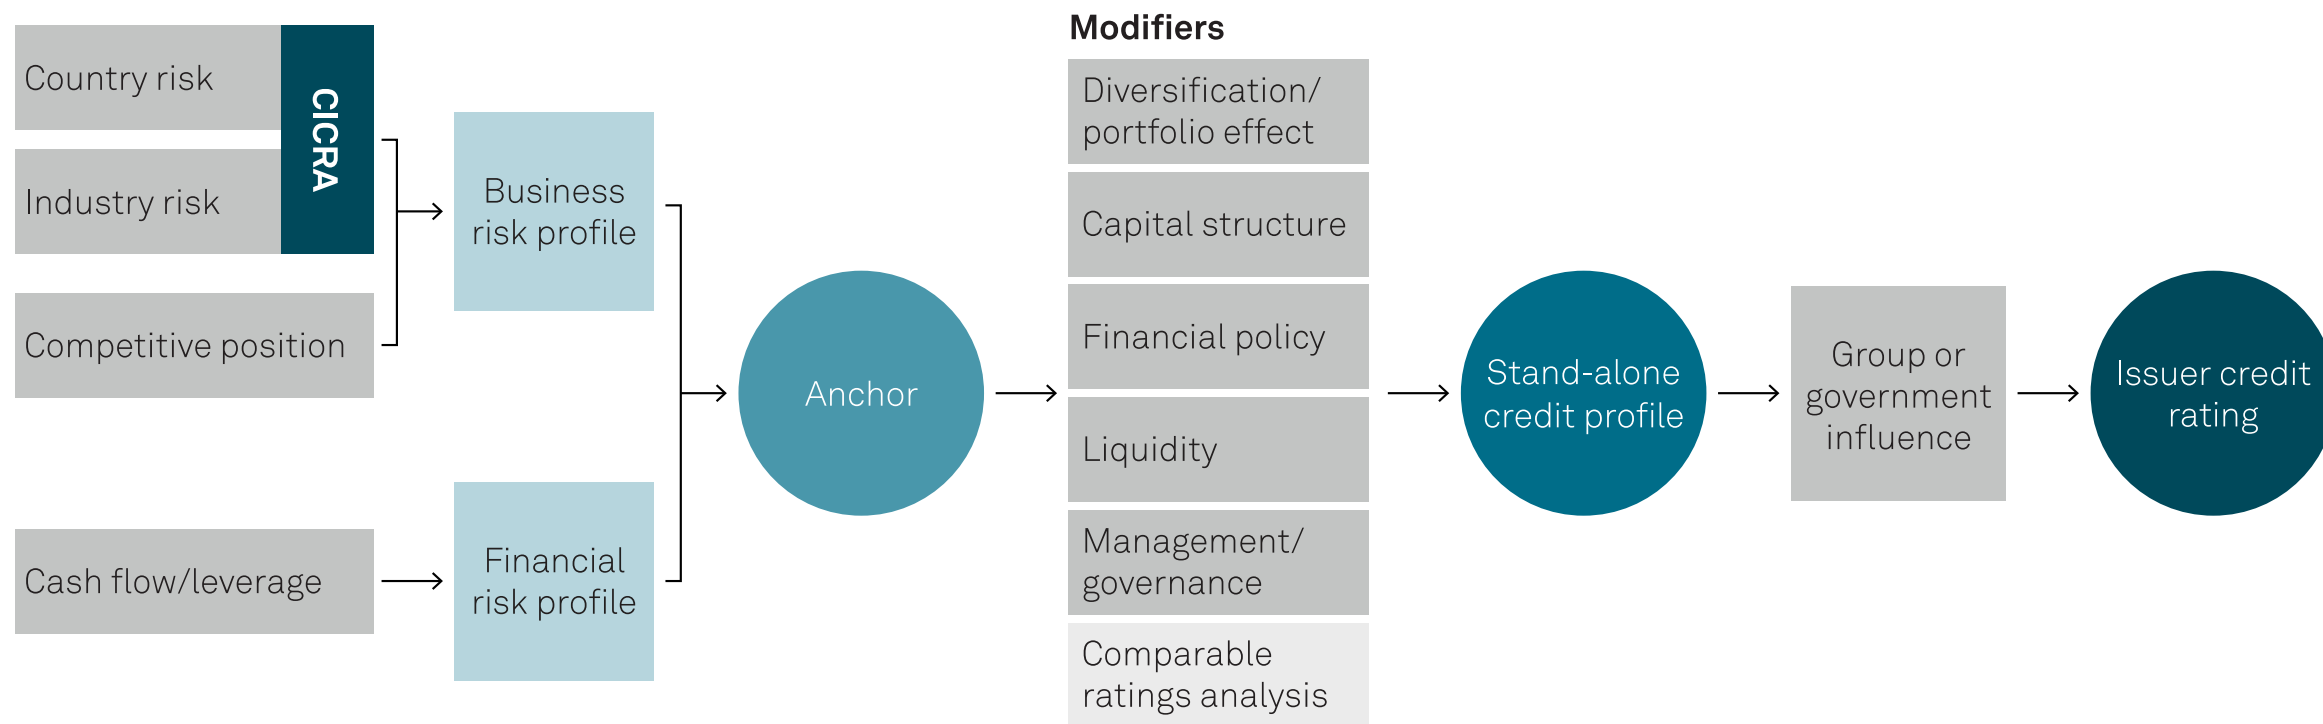 Country risk
Industry risk
CICRA
Competitive position
Cash flow/leverage
Business
risk profile
Financial
risk profile
Anchor
Modifiers
Diversification/
portfolio effect
Capital structure
Financial policy
Liquidity
Management/
governance
Comparable
ratings analysis
Stand-alone
credit profile
Group or
government
influence
Issuer credit
rating